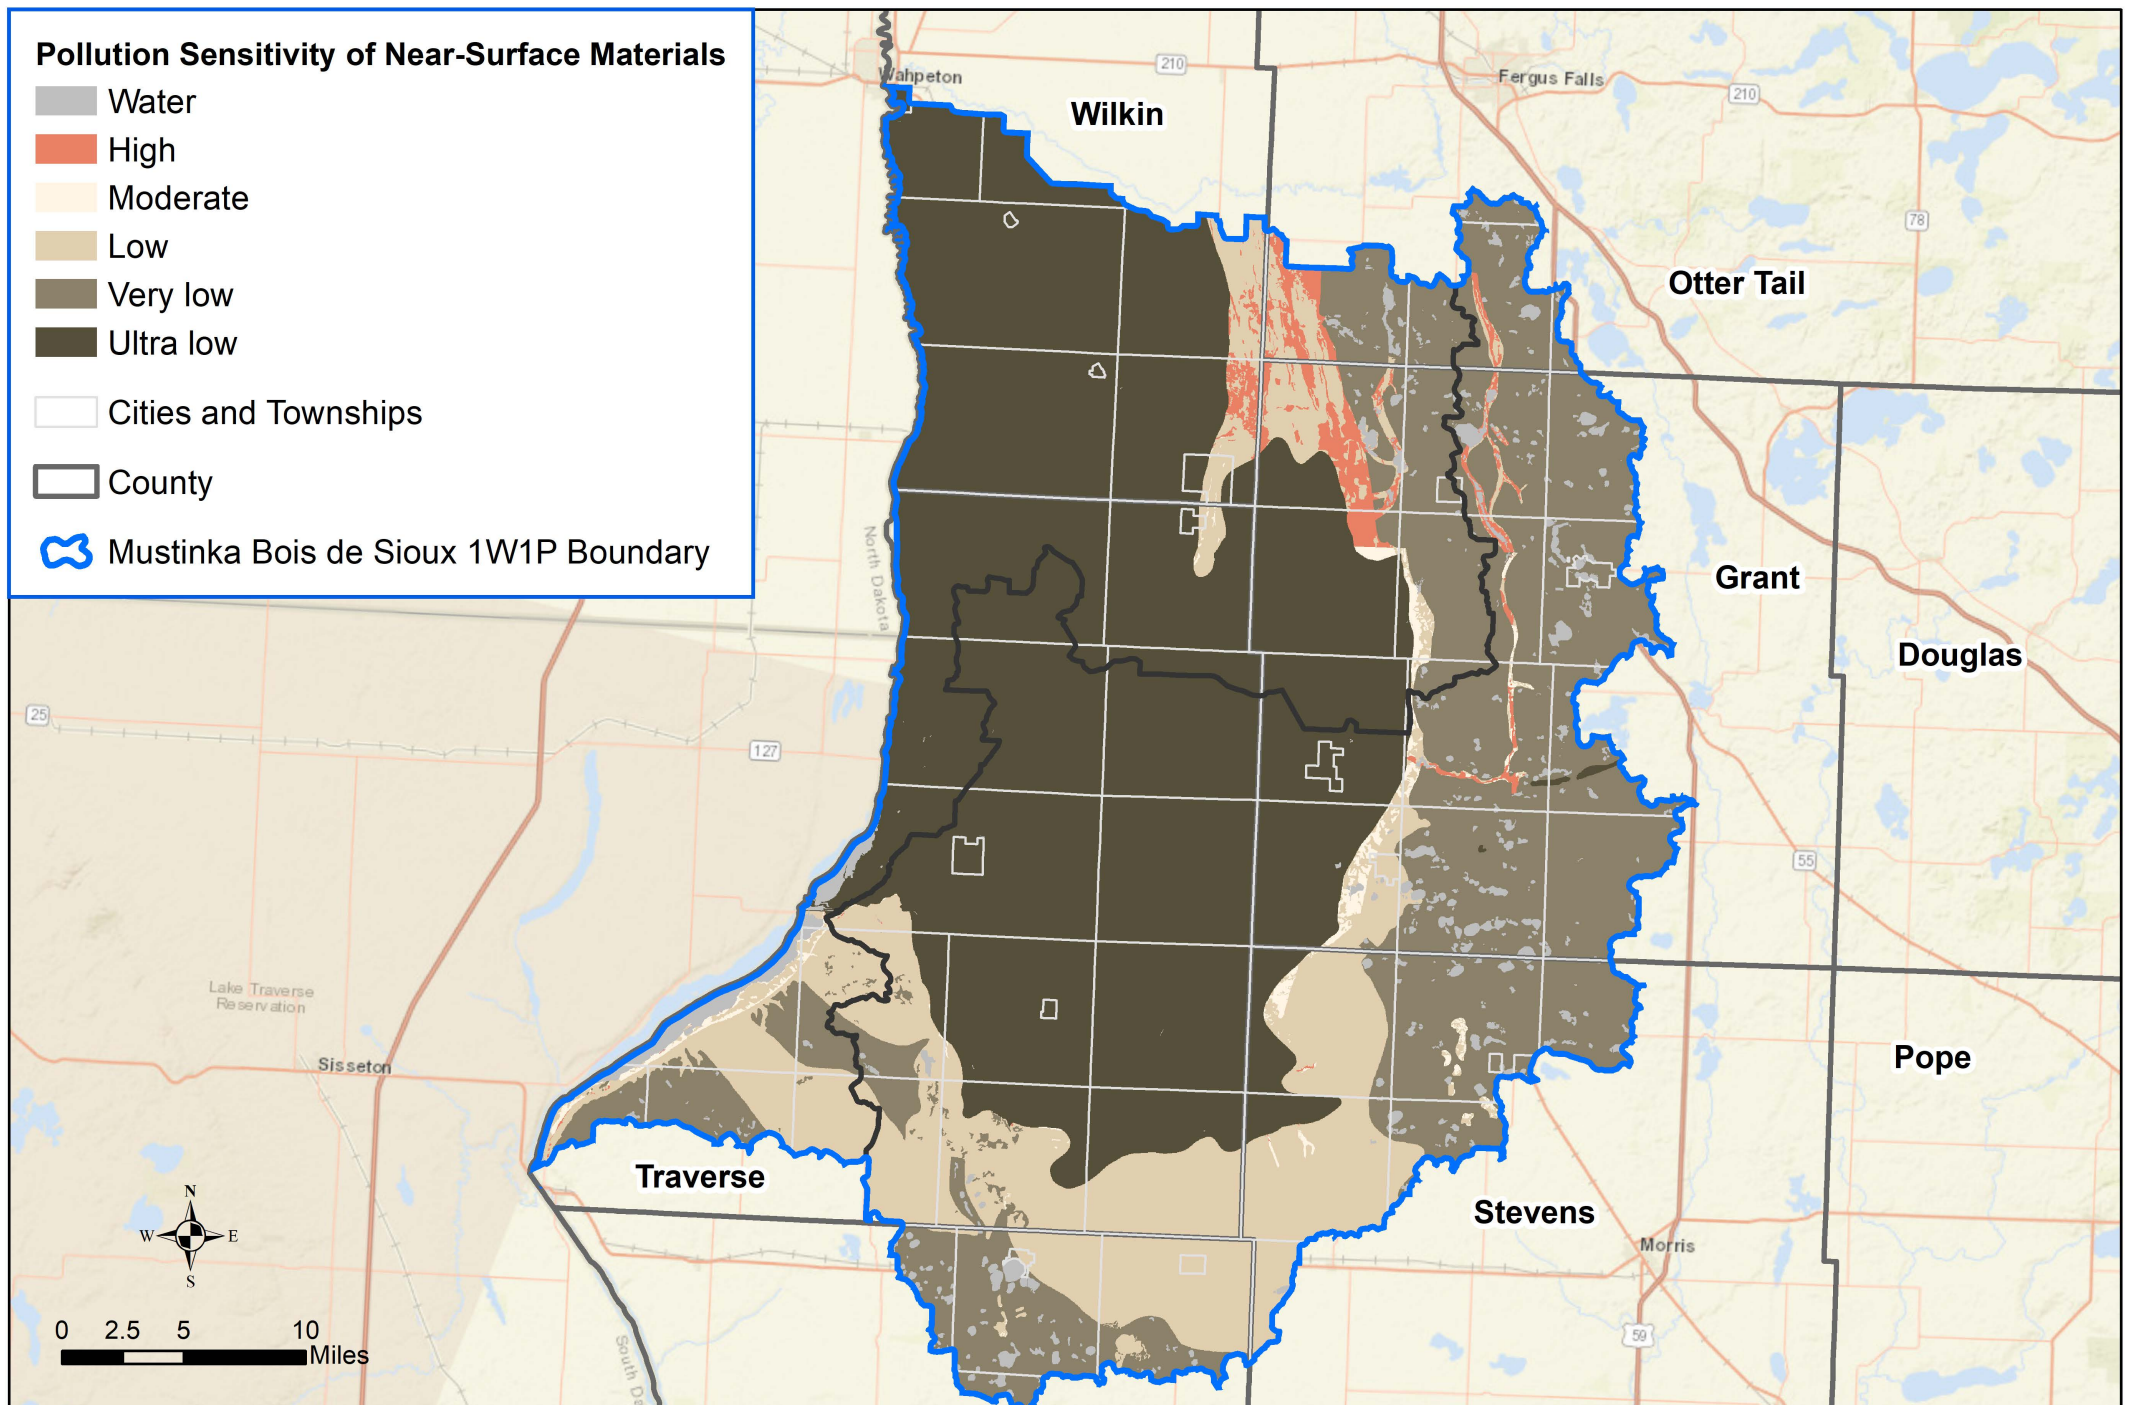 Pollution Sensitivity of Near-Surface Materials
Water
High
Moderate
Low
Very low
Ultra low
Cities and Townships
County
Mustinka Bois de Sioux 1W1P Boundary
Wahpeton
210
Wilkin
Fergus Falls
210
78
Otter Tail
North Dakota
Grant
Douglas
25
127
55
Lake Traverse
Reservation
Sisseton
Pope
Traverse
Stevens
Morris
N
W
E
S
59
0 2.5 5 10
Miles
South Da